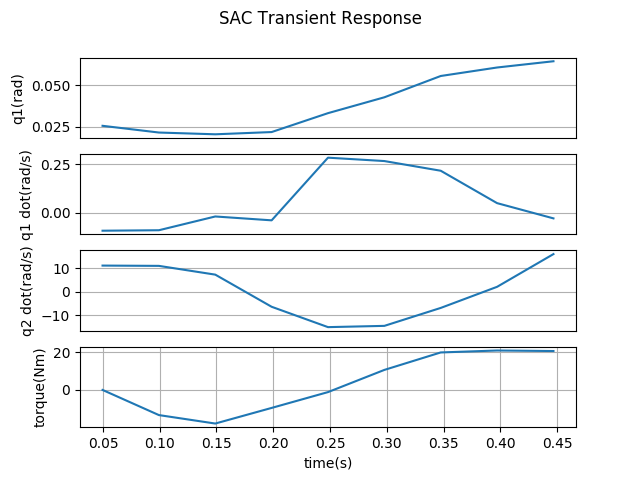 SAC Transient Response
q1(rad)
0.050
0.025
q1 dot(rad/s)
0.25
0.00
q2 dot(rad/s)
10
0
−10
torque(Nm)
20
0
0.05 0.10 0.15 0.20 0.25 0.30 0.35 0.40 0.45
time(s)